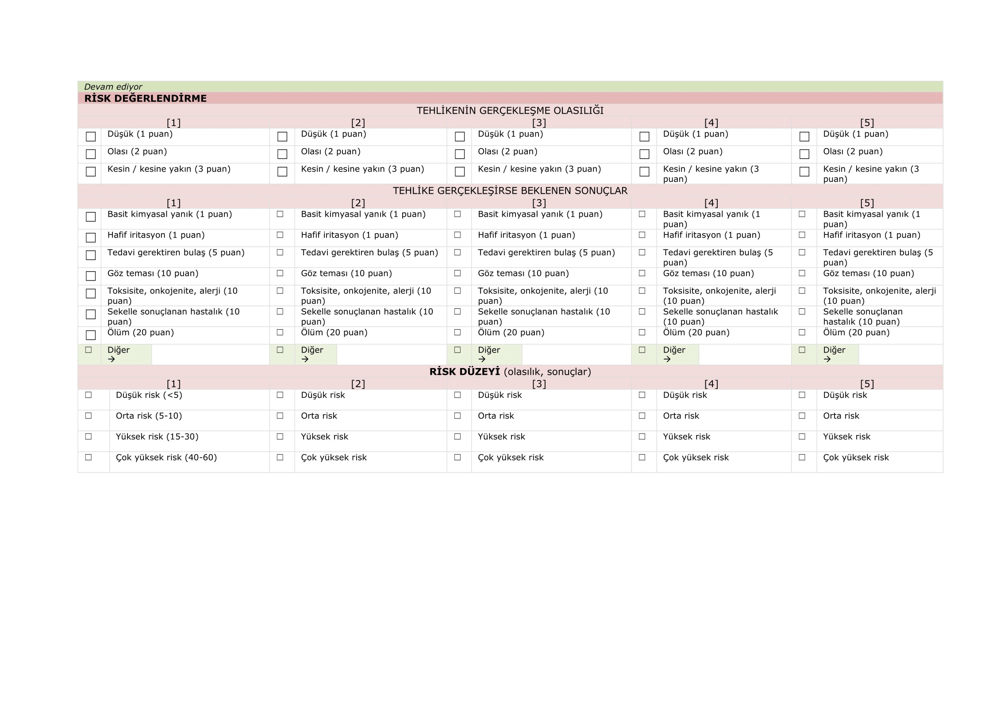 Devam ediyor
RİSK DEĞERLENDİRME
TEHLİKENİN GERÇEKLEŞME OLASILIĞI
[1] [2] [3] [4] [5]
☐ Düşük (1 puan) ☐ Düşük (1 puan) ☐ Düşük (1 puan) ☐ Düşük (1 puan) ☐ Düşük (1 puan)
☐ Olası (2 puan) ☐ Olası (2 puan) ☐ Olası (2 puan) ☐ Olası (2 puan) ☐ Olası (2 puan)
☐ Kesin / kesine yakın (3 puan) ☐ Kesin / kesine yakın (3 puan) ☐ Kesin / kesine yakın (3 puan) ☐ Kesin / kesine yakın (3 ☐ Kesin / kesine yakın (3
puan) puan)
TEHLİKE GERÇEKLEŞİRSE BEKLENEN SONUÇLAR
[1] [2] [3] [4] [5]
☐ Basit kimyasal yanık (1 puan) ☐ Basit kimyasal yanık (1 puan) ☐ Basit kimyasal yanık (1 puan) ☐ Basit kimyasal yanık (1 ☐ Basit kimyasal yanık (1
puan) puan)
☐ Hafif iritasyon (1 puan) ☐ Hafif iritasyon (1 puan) ☐ Hafif iritasyon (1 puan) ☐ Hafif iritasyon (1 puan) ☐ Hafif iritasyon (1 puan)
☐ Tedavi gerektiren bulaş (5 puan) ☐ Tedavi gerektiren bulaş (5 puan) ☐ Tedavi gerektiren bulaş (5 puan) ☐ Tedavi gerektiren bulaş (5 ☐ Tedavi gerektiren bulaş (5
puan) puan)
☐ Göz teması (10 puan) ☐ Göz teması (10 puan) ☐ Göz teması (10 puan) ☐ Göz teması (10 puan) ☐ Göz teması (10 puan)
☐ Toksisite, onkojenite, alerji (10 ☐ Toksisite, onkojenite, alerji (10 ☐ Toksisite, onkojenite, alerji (10 ☐ Toksisite, onkojenite, alerji ☐ Toksisite, onkojenite, alerji
puan) puan) puan) (10 puan) (10 puan)
☐ Sekelle sonuçlanan hastalık (10 ☐ Sekelle sonuçlanan hastalık (10 ☐ Sekelle sonuçlanan hastalık (10 ☐ Sekelle sonuçlanan hastalık ☐ Sekelle sonuçlanan
puan) puan) puan) (10 puan) hastalık (10 puan)
☐ Ölüm (20 puan) ☐ Ölüm (20 puan) ☐ Ölüm (20 puan) ☐ Ölüm (20 puan) ☐ Ölüm (20 puan)
☐ Diğer ☐ Diğer ☐ Diğer ☐ Diğer ☐ Diğer
→ → → → →
RİSK DÜZEYİ (olasılık, sonuçlar)
[1] [2] [3] [4] [5]
☐ Düşük risk (<5) ☐ Düşük risk ☐ Düşük risk ☐ Düşük risk ☐ Düşük risk
☐ Orta risk (5-10) ☐ Orta risk ☐ Orta risk ☐ Orta risk ☐ Orta risk
☐ Yüksek risk (15-30) ☐ Yüksek risk ☐ Yüksek risk ☐ Yüksek risk ☐ Yüksek risk
☐ Çok yüksek risk (40-60) ☐ Çok yüksek risk ☐ Çok yüksek risk ☐ Çok yüksek risk ☐ Çok yüksek risk